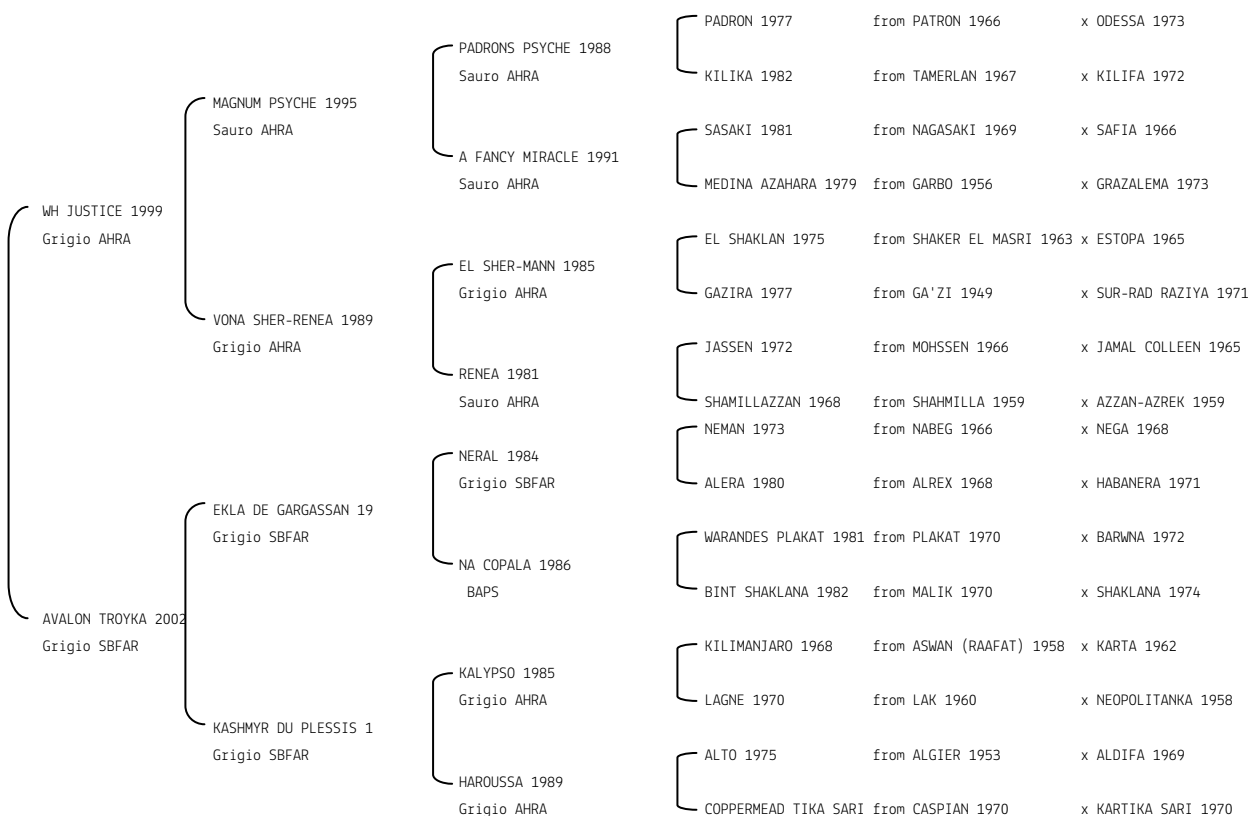 PADRON 1977 from PATRON 1966 x ODESSA 1973
PADRONS PSYCHE 1988
Sauro AHRA KILIKA 1982 from TAMERLAN 1967 x KILIFA 1972
MAGNUM PSYCHE 1995
Sauro AHRA SASAKI 1981 from NAGASAKI 1969 x SAFIA 1966
A FANCY MIRACLE 1991
Sauro AHRA MEDINA AZAHARA 1979 from GARBO 1956 x GRAZALEMA 1973
WH JUSTICE 1999
Grigio AHRA EL SHAKLAN 1975 from SHAKER EL MASRI 1963 x ESTOPA 1965
EL SHER-MANN 1985
Grigio AHRA GAZIRA 1977 from GA'ZI 1949 x SUR-RAD RAZIYA 1971
VONA SHER-RENEA 1989
Grigio AHRA JASSEN 1972 from MOHSSEN 1966 x JAMAL COLLEEN 1965
RENEA 1981
Sauro AHRA SHAMILLAZZAN 1968 from SHAHMILLA 1959 x AZZAN-AZREK 1959
NEMAN 1973 from NABEG 1966 x NEGA 1968
NERAL 1984
Grigio SBFAR ALERA 1980 from ALREX 1968 x HABANERA 1971
EKLA DE GARGASSAN 19
Grigio SBFAR WARANDES PLAKAT 1981 from PLAKAT 1970 x BARWNA 1972
NA COPALA 1986
BAPS BINT SHAKLANA 1982 from MALIK 1970 x SHAKLANA 1974
AVALON TROYKA 2002
Grigio SBFAR KILIMANJARO 1968 from ASWAN (RAAFAT) 1958 x KARTA 1962
KALYPSO 1985
Grigio AHRA LAGNE 1970 from LAK 1960 x NEOPOLITANKA 1958
KASHMYR DU PLESSIS 1
Grigio SBFAR ALTO 1975 from ALGIER 1953 x ALDIFA 1969
HAROUSSA 1989
Grigio AHRA COPPERMEAD TIKA SARI from CASPIAN 1970 x KARTIKA SARI 1970